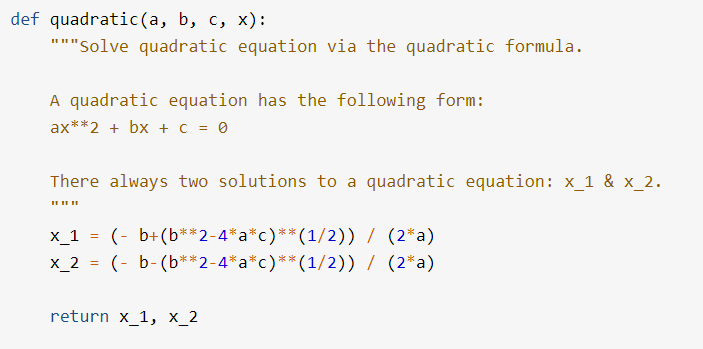 def quadratic(a, b, c, x):
    """Solve quadratic equation via the quadratic formula.

    A quadratic equation has the following form:
    ax**2 + bx + c = 0

    There always two solutions to a quadratic equation: x_1 & x_2.
    """
    x_1 = (- b+(b**2-4*a*c)**(1/2)) / (2*a)
    x_2 = (- b-(b**2-4*a*c)**(1/2)) / (2*a)

    return x_1, x_2